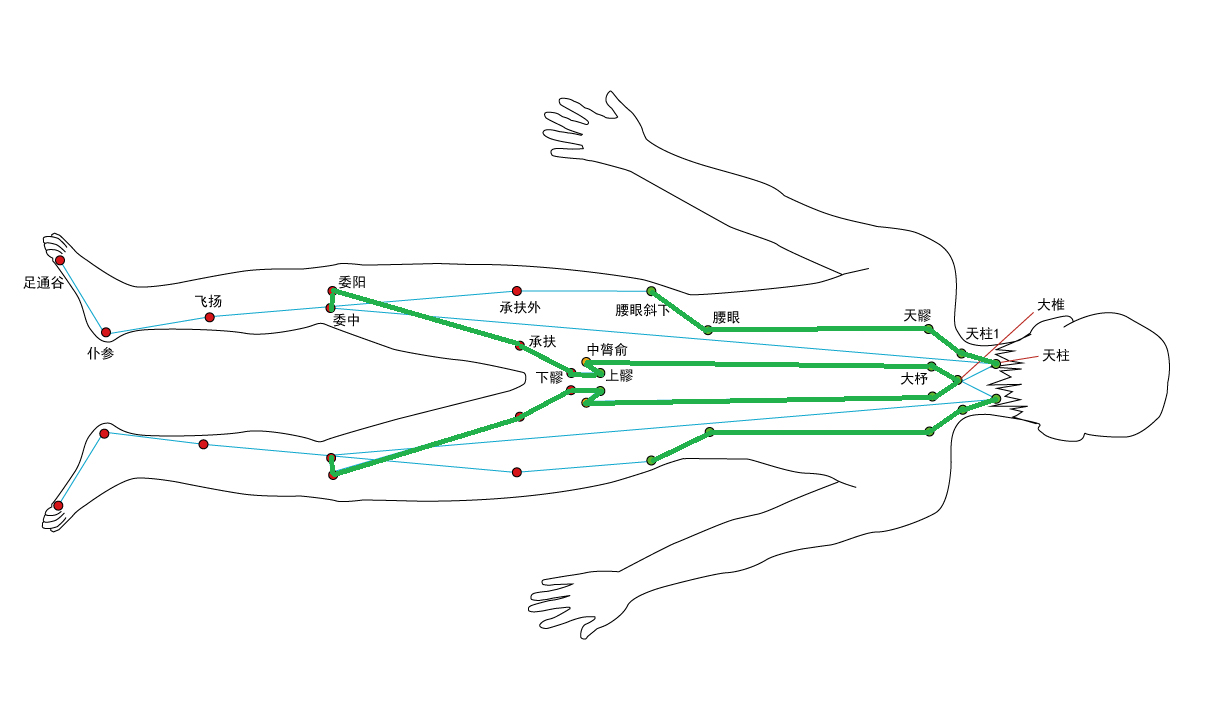 足通谷
仆参
飞扬
委阳
委中
承扶外
承扶
下髎
中膂俞
上髎
腰眼斜下
腰眼
天髎
大杼
天柱1
大椎
天柱